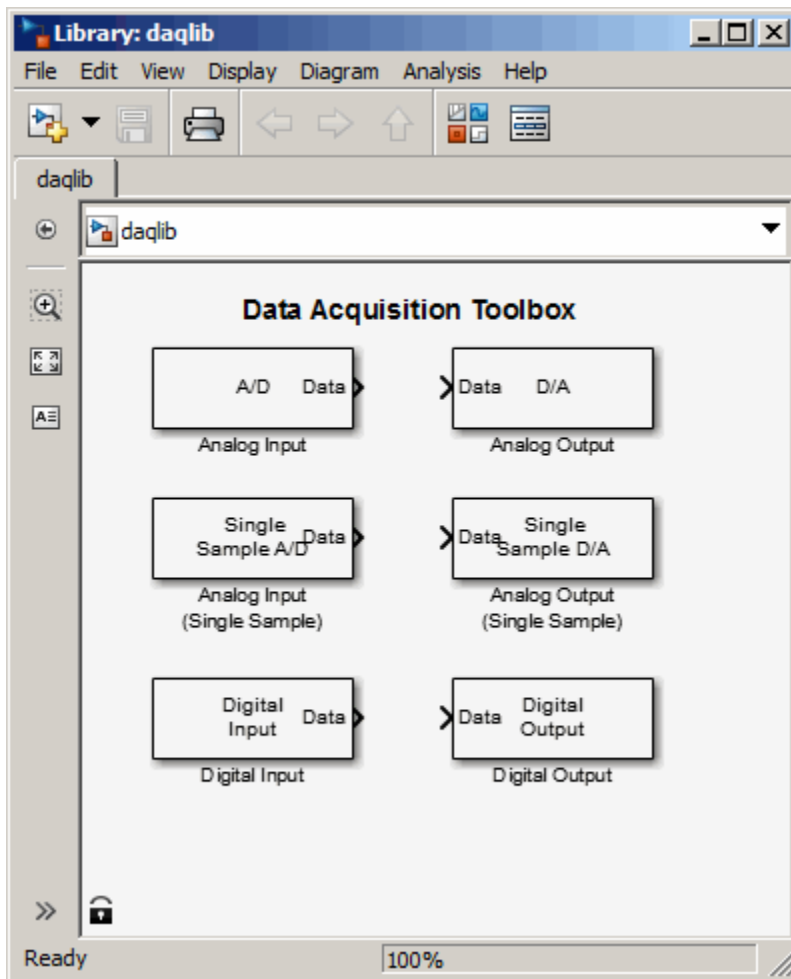 Library: daqlib
File Edit View Display Diagram Analysis Help
daqlib
daqlib
Data Acquisition Toolbox
A/D Data
Analog Input
Data D/A
Analog Output
Single
Sample A/D
Data
Analog Input
(Single Sample)
Data
Single
Sample D/A
Analog Output
(Single Sample)
Digital
Input
Data
Digital Input
Data
Digital
Output
Digital Output
Ready 100%